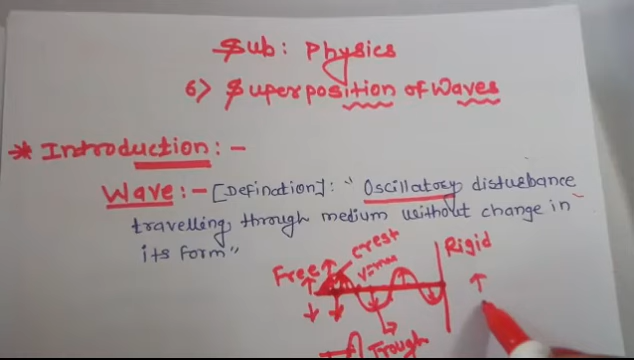 Sub: Physics
6) Superposition of Waves
* Introduction: -
Wave: - [Defination]: " Oscillatory disturbance
travelling through medium without change in
its form"
crest
Rigid
Free
V=max
Trough